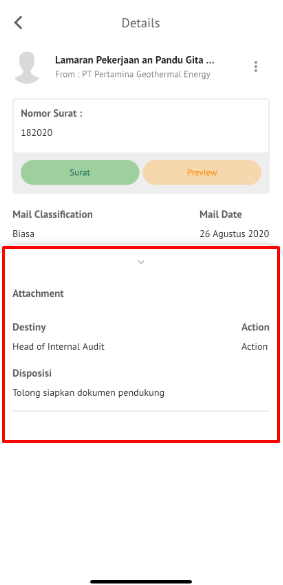 Details
Lamaran Pekerjaan an Pandu Gita ...
From : PT Pertamina Geothermal Energy
Nomor Surat :
182020
Surat Preview
Mail Classification Mail Date
Biasa 26 Agustus 2020
Attachment
Destiny Action
Head of Internal Audit Action
Disposisi
Tolong siapkan dokumen pendukung